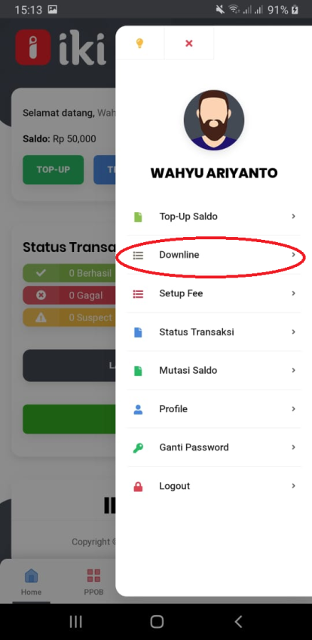 15:13
91%
iki
Selamat datang, Wah
Saldo: Rp 50,000
TOP-UP
Status Transa
0 Berhasil
0 Gagal
0 Suspect
Copyright
Home
PPOB
WAHYU ARIYANTO
Top-Up Saldo
Downline
Setup Fee
Status Transaksi
Mutasi Saldo
Profile
Ganti Password
Logout